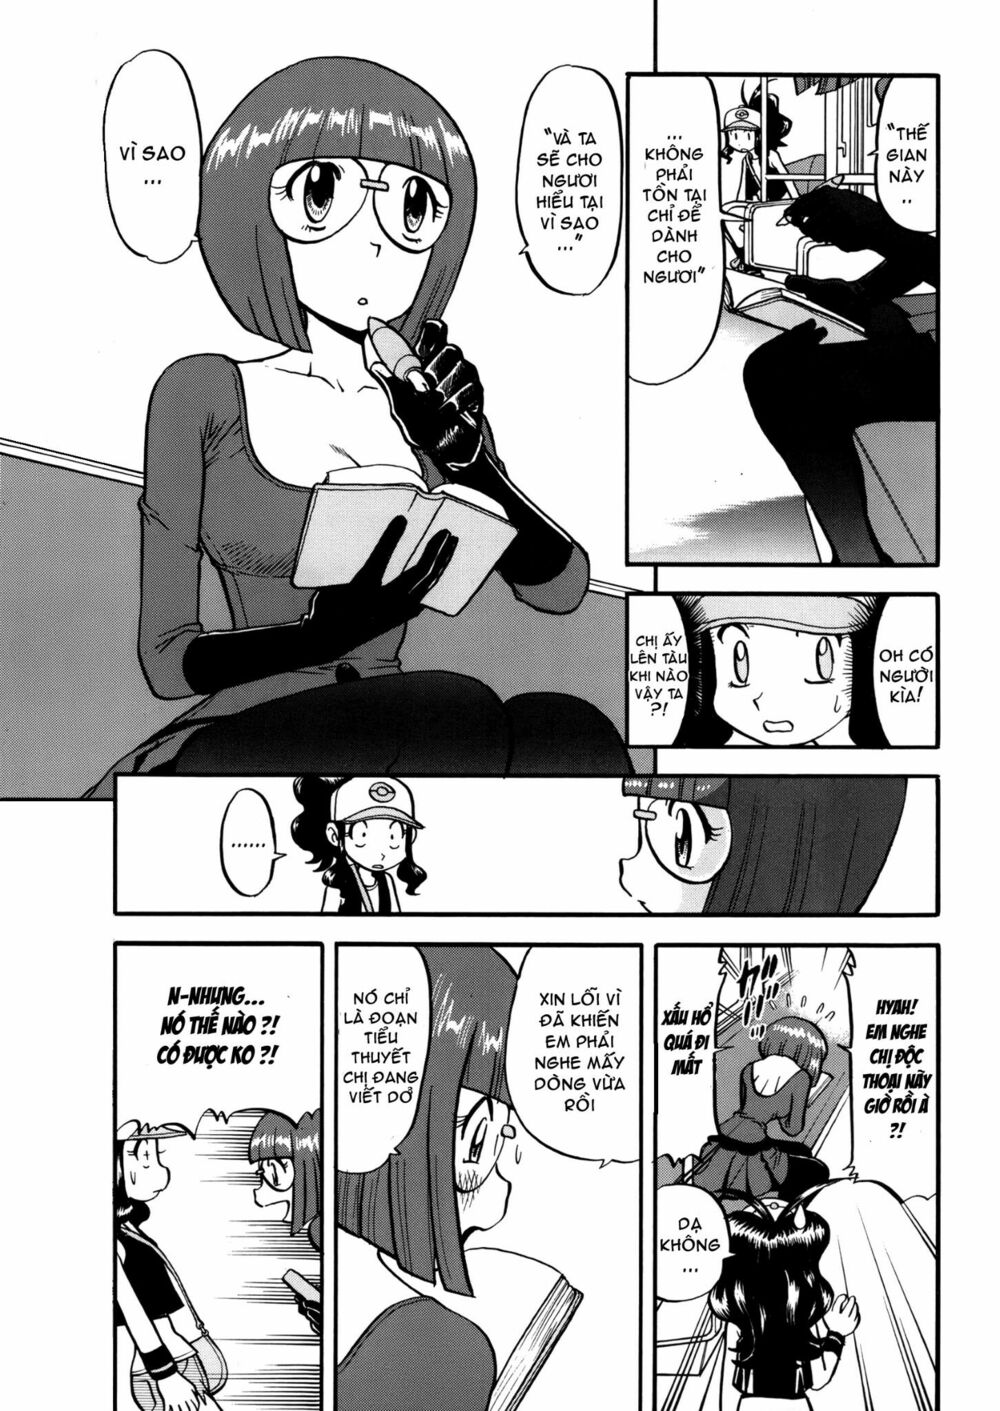 "THẾ
GIAN
NÀY
..
...
KHÔNG
PHẢI
TỒN TẠI
CHỈ ĐỂ
DÀNH
CHO
NGƯƠI"
"VÀ TA
SẼ CHO
NGƯƠI
HIỂU TẠI
VÌ SAO
..."
VÌ SAO
...
OH CÓ
NGƯỜI
KÌA!
CHỊ ẤY
LÊN TÀU
KHI NÀO
VẬY TA
?!
......
HYAH!
EM NGHE
CHỊ ĐỘC
THOẠI NÃY
GIỜ RỒI À
?!
XẤU HỔ
QUÁ ĐI
MẤT
DẠ
KHÔNG
...
XIN LỖI VÌ
ĐÃ KHIẾN
EM PHẢI
NGHE MẤY
DÒNG VỪA
RỒI
NÓ CHỈ
LÀ ĐOẠN
TIỂU
THUYẾT
CHỊ ĐANG
VIẾT DỞ
N-NHƯNG...
NÓ THẾ NÀO ?!
CÓ ĐƯỢC KO ?!